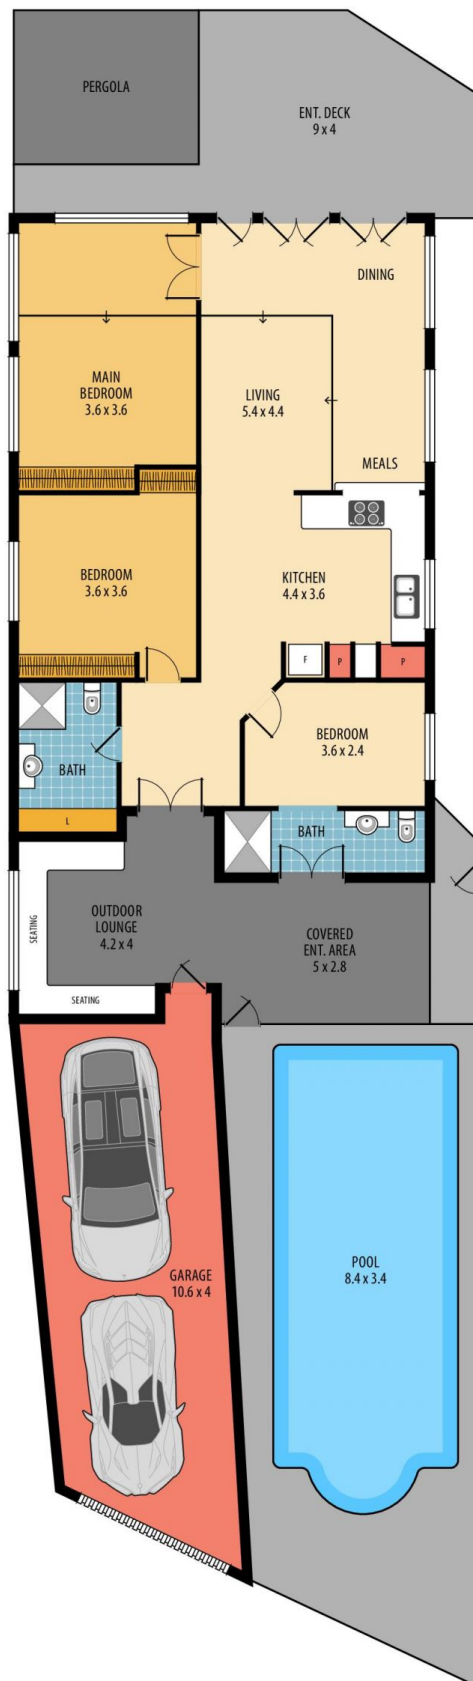 PERGOLA
ENT. DECK
9 x 4
DINING
MAIN
BEDROOM
3.6 x 3.6
LIVING
5.4 x 4.4
MEALS
BEDROOM
3.6 x 3.6
KITCHEN
4.4 x 3.6
F
P
P
BEDROOM
3.6 x 2.4
BATH
L
BATH
SEATING
OUTDOOR
LOUNGE
4.2 x 4
COVERED
ENT. AREA
5 x 2.8
SEATING
GARAGE
10.6 x 4
POOL
8.4 x 3.4